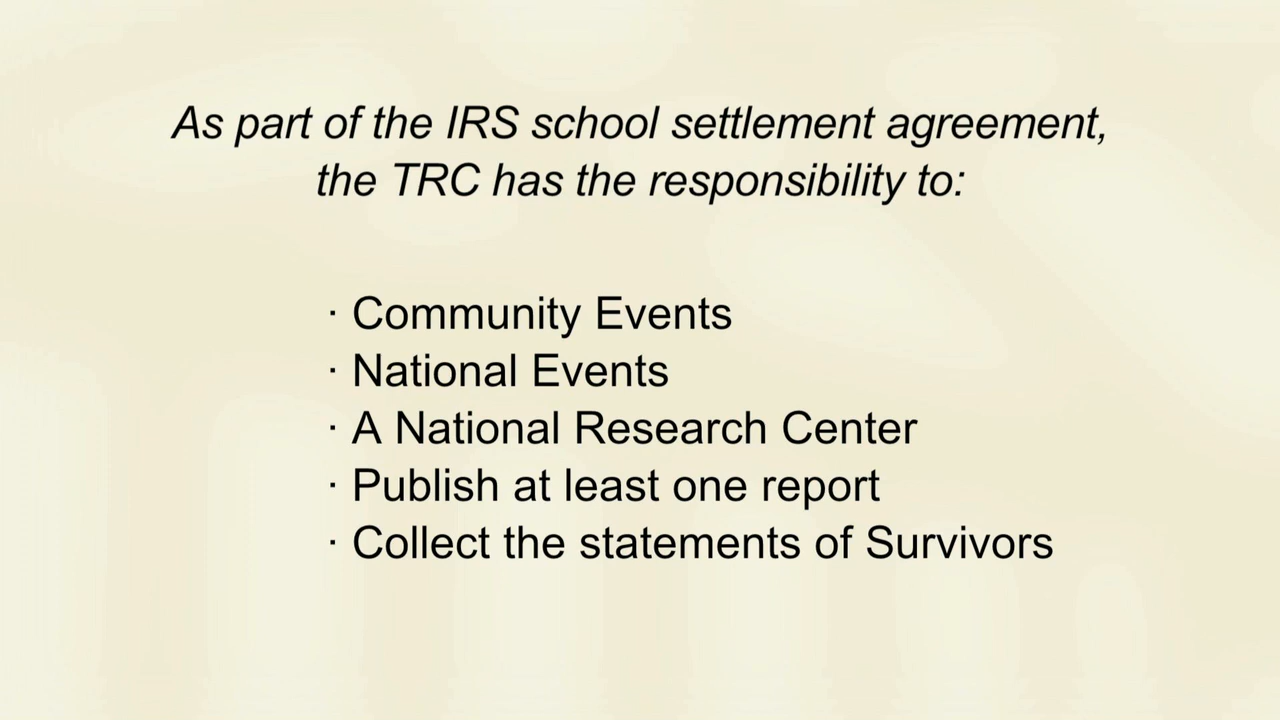 As part of the IRS school settlement agreement,
the TRC has the responsibility to:
· Community Events
· National Events
· A National Research Center
· Publish at least one report
· Collect the statements of Survivors